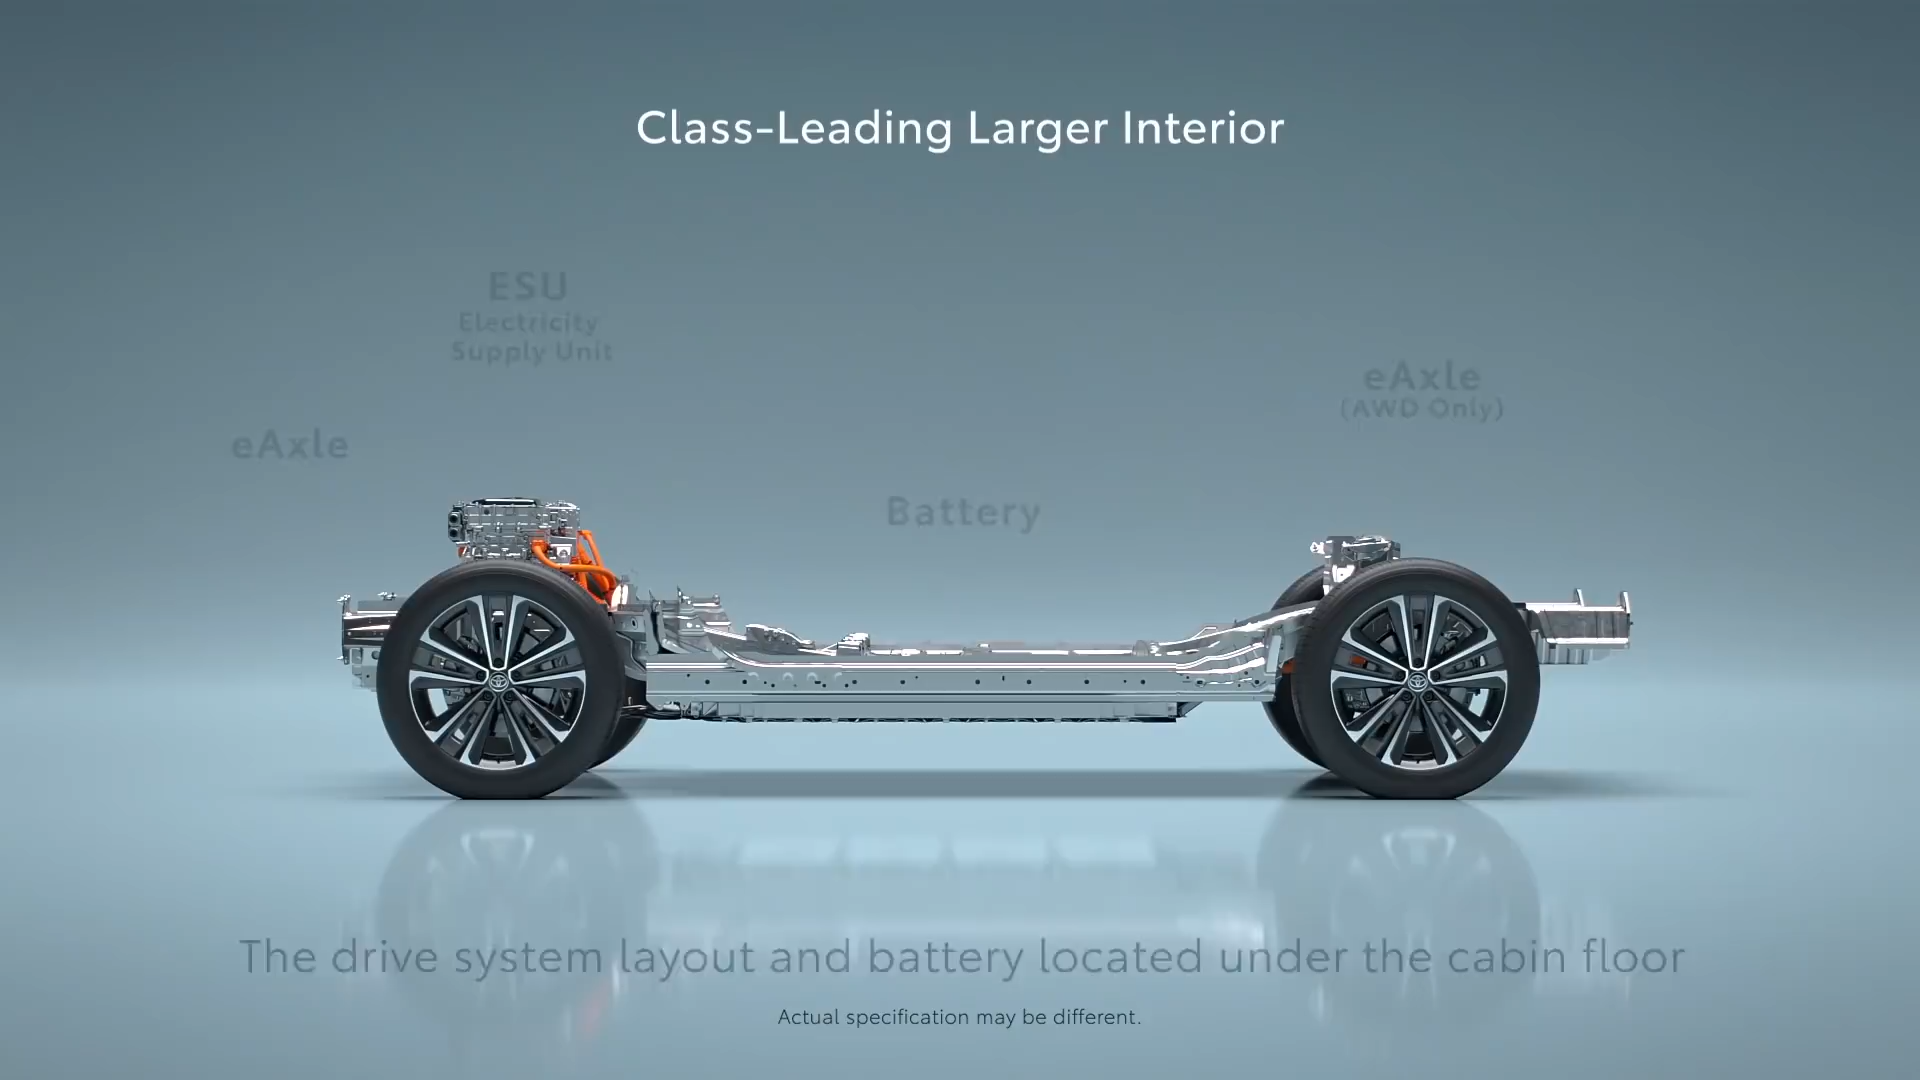 Class-Leading Larger Interior
ESU
Electricity
Supply Unit
eAxle
(AWD Only)
eAxle
Battery
The drive system layout and battery located under the cabin floor
Actual specification may be different.